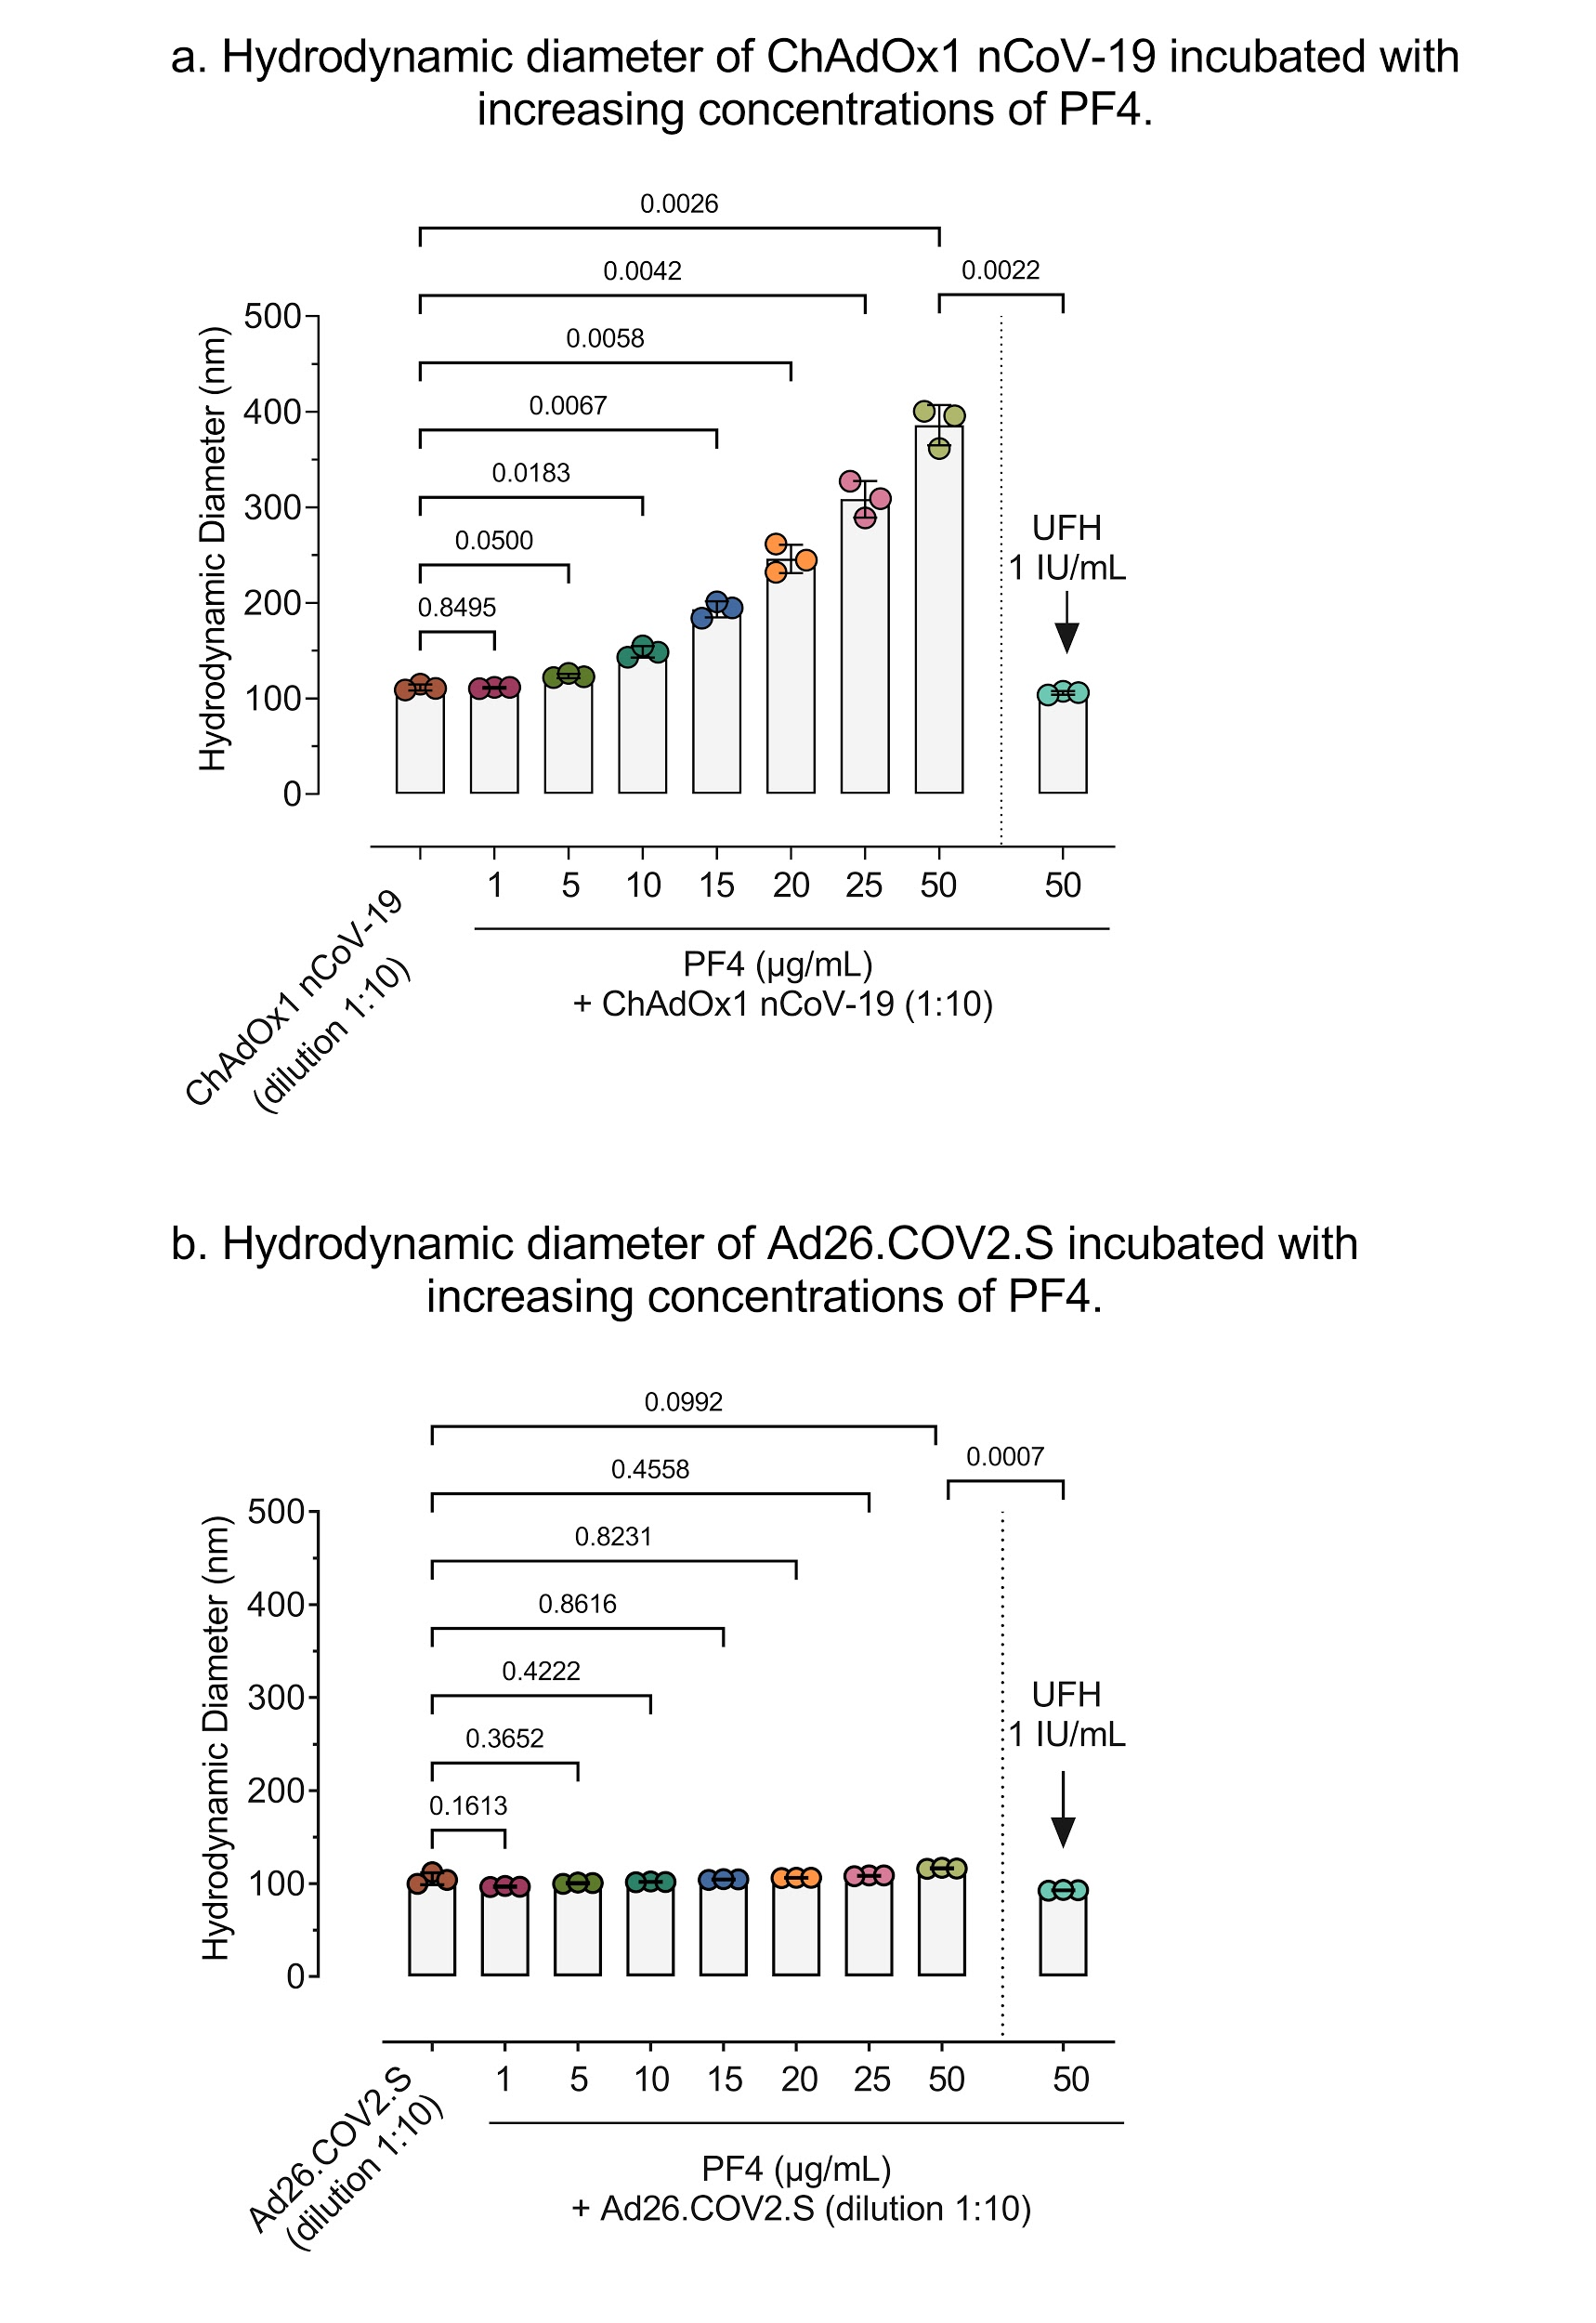 a. Hydrodynamic diameter of ChAdOx1 nCoV-19 incubated with
increasing concentrations of PF4.
0.0026
0.0042
0.0022
0.0058
0.0067
0.0183
0.0500
0.8495
Hydrodynamic Diameter (nm)
500
400
300
200
100
0
UFH
1 IU/mL
1 5 10 15 20 25 50 50
ChAdOx1 nCoV-19
(dilution 1:10)
PF4 (µg/mL)
+ ChAdOx1 nCoV-19 (1:10)
b. Hydrodynamic diameter of Ad26.COV2.S incubated with
increasing concentrations of PF4.
0.0992
0.0007
0.4558
0.8231
0.8616
0.4222
0.3652
0.1613
Hydrodynamic Diameter (nm)
500
400
300
200
100
0
UFH
1 IU/mL
1 5 10 15 20 25 50 50
Ad26.COV2.S
(dilution 1:10)
PF4 (µg/mL)
+ Ad26.COV2.S (dilution 1:10)